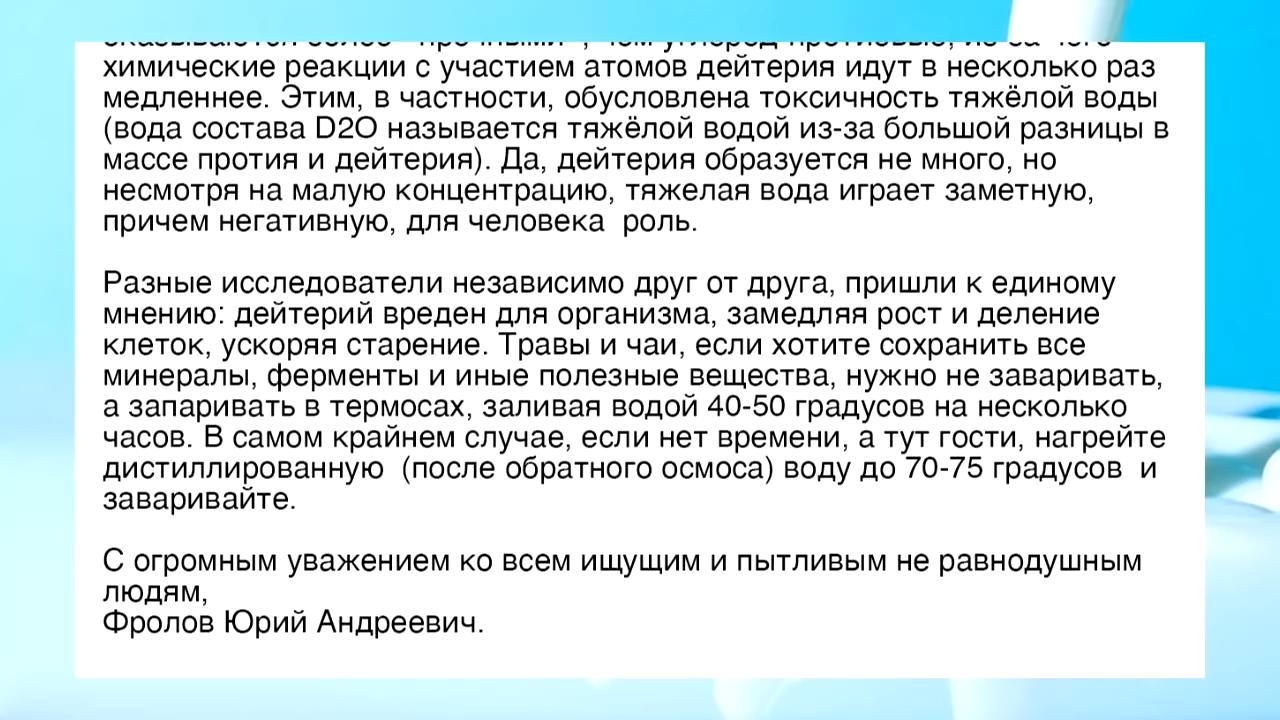 химические реакции с участием атомов дейтерия идут в несколько раз
медленнее. Этим, в частности, обусловлена токсичность тяжёлой воды
(вода состава D2O называется тяжёлой водой из-за большой разницы в
массе протия и дейтерия). Да, дейтерия образуется не много, но
несмотря на малую концентрацию, тяжелая вода играет заметную,
причем негативную, для человека  роль.
Разные исследователи независимо друг от друга, пришли к единому
мнению: дейтерий вреден для организма, замедляя рост и деление
клеток, ускоряя старение. Травы и чаи, если хотите сохранить все
минералы, ферменты и иные полезные вещества, нужно не заваривать,
а запаривать в термосах, заливая водой 40-50 градусов на несколько
часов. В самом крайнем случае, если нет времени, а тут гости, нагрейте
дистиллированную  (после обратного осмоса) воду до 70-75 градусов  и
заваривайте.
С огромным уважением ко всем ищущим и пытливым не равнодушным
людям,
Фролов Юрий Андреевич.